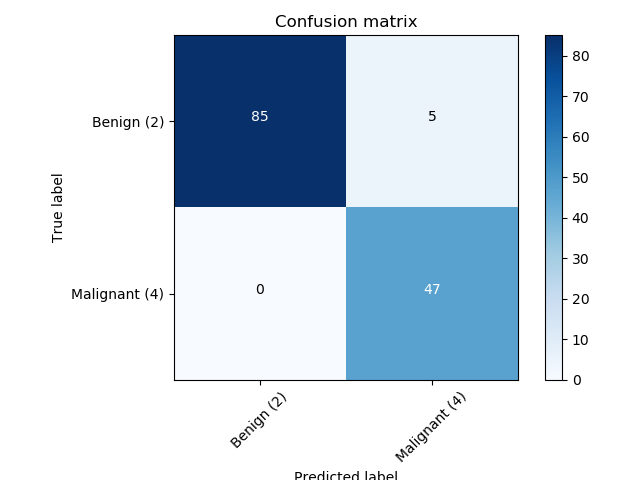 Confusion matrix
Benign (2)
85
5
True label
Malignant (4)
0
47
Benign (2)
Malignant (4)
Predicted label
80
70
60
50
40
30
20
10
0